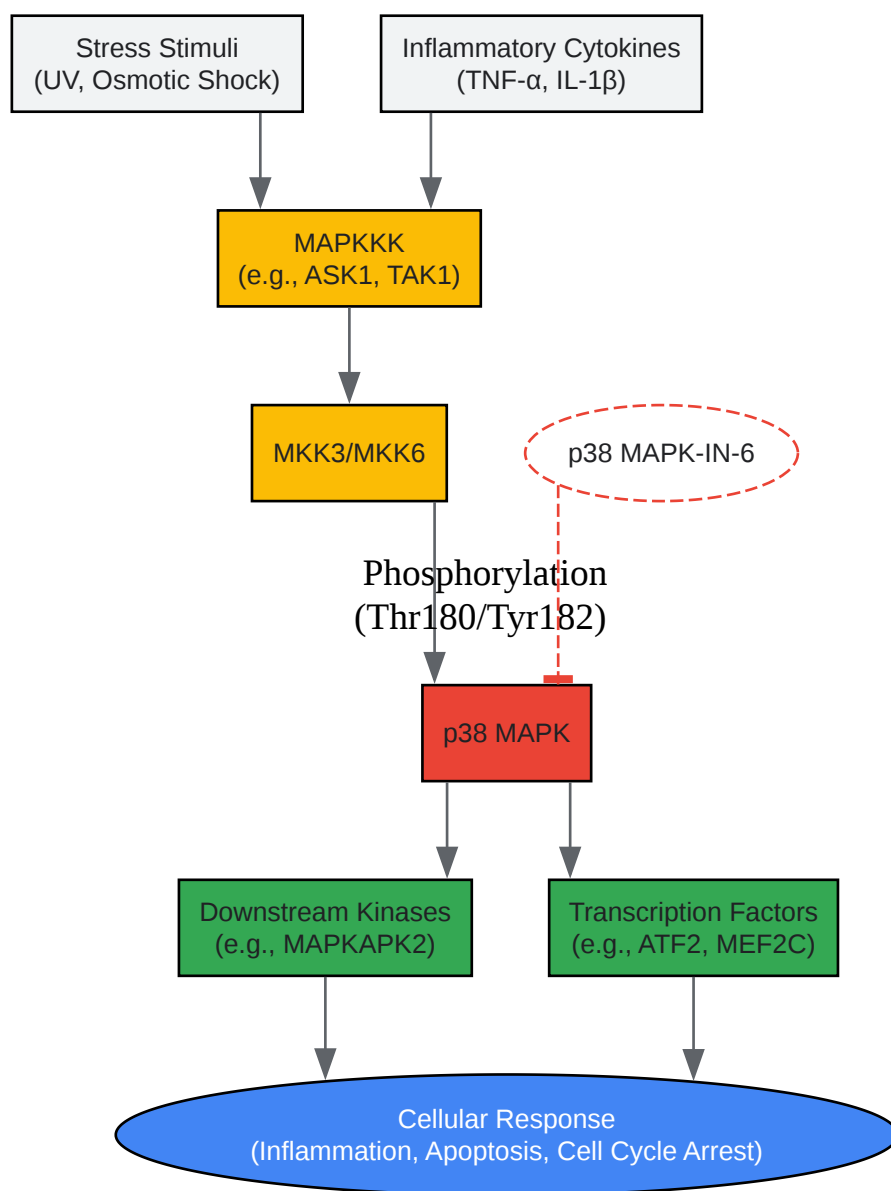 Stress Stimuli
(UV, Osmotic Shock)
Inflammatory Cytokines
(TNF-α, IL-1β)
MAPKKK
(e.g., ASK1, TAK1)
MKK3/MKK6
p38 MAPK-IN-6
Phosphorylation
(Thr180/Tyr182)
p38 MAPK
Downstream Kinases
(e.g., MAPKAPK2)
Transcription Factors
(e.g., ATF2, MEF2C)
Cellular Response
(Inflammation, Apoptosis, Cell Cycle Arrest)